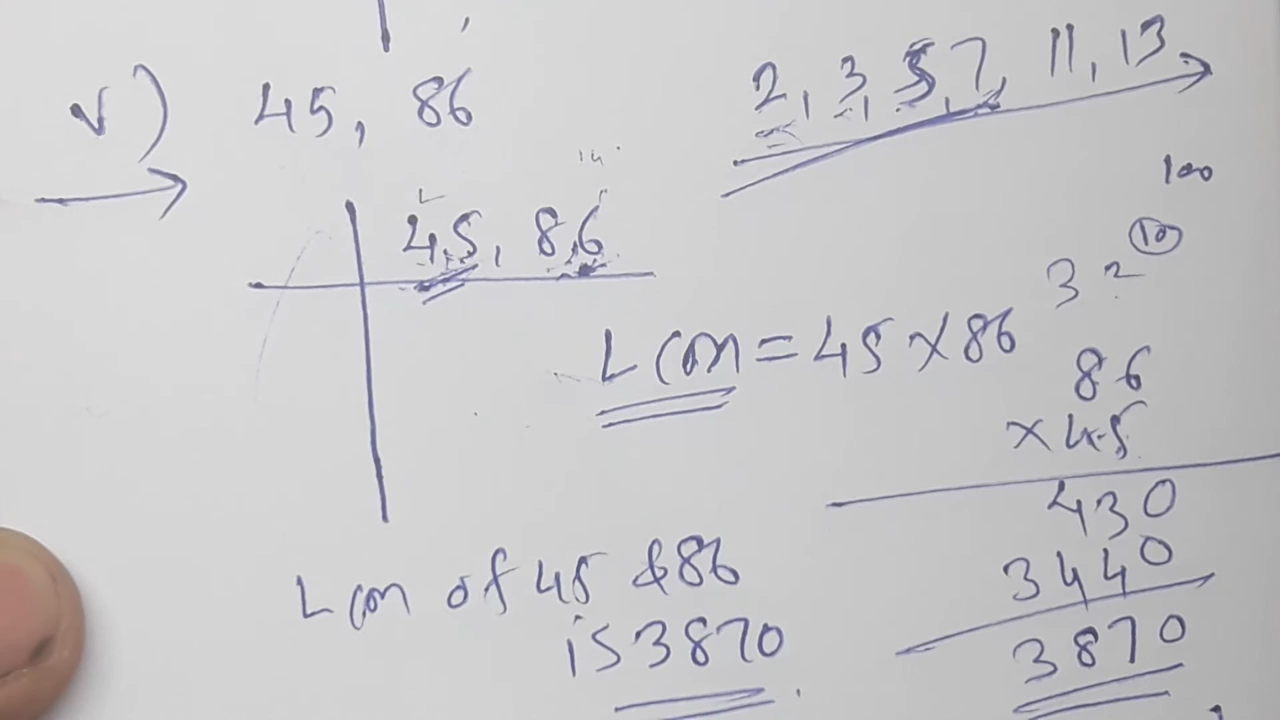 v) 45, 86
2, 3, 5, 7, 11, 13
100
45, 86
10
3 2
Lcm = 45 × 86
86
× 45
430
3440
3870
Lcm of 45 & 86
is 3870